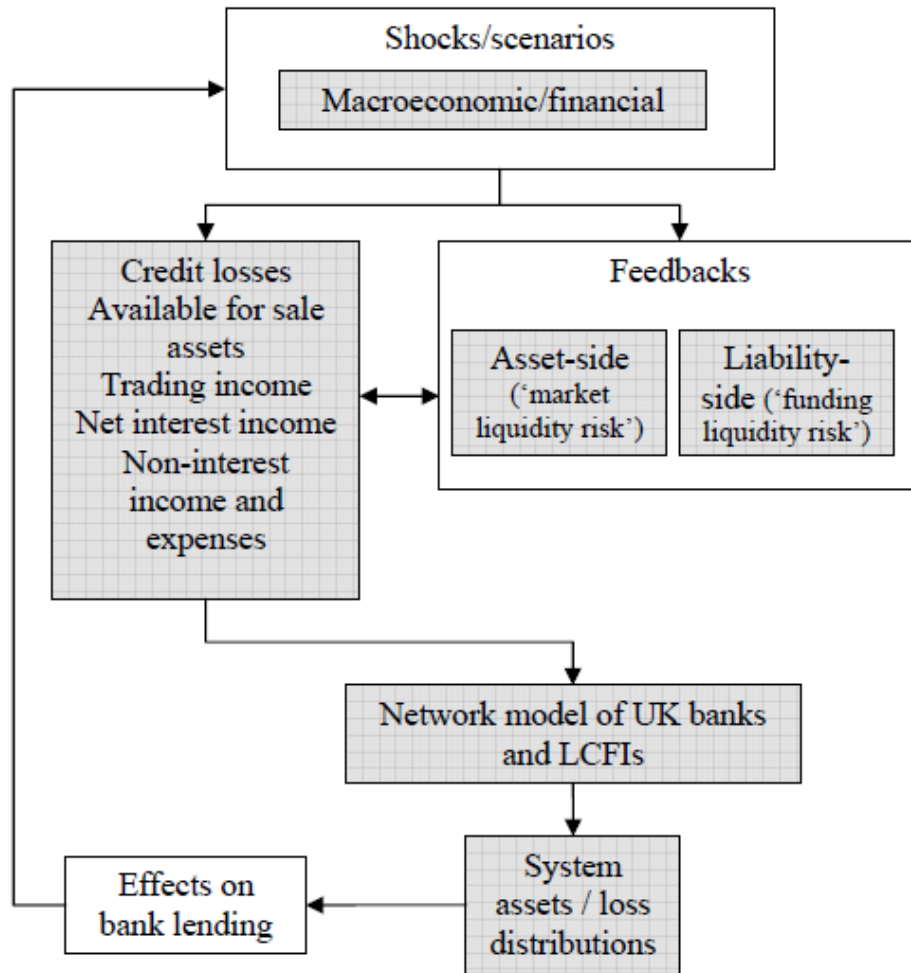 Shocks/scenarios
Macroeconomic/financial
Credit losses
Available for sale
assets
Trading income
Net interest income
Non-interest
income and
expenses
Feedbacks
Asset-side
(‘market
liquidity risk’)
Liability-
side (‘funding
liquidity risk’)
Network model of UK banks
and LCFIs
System
assets / loss
distributions
Effects on
bank lending